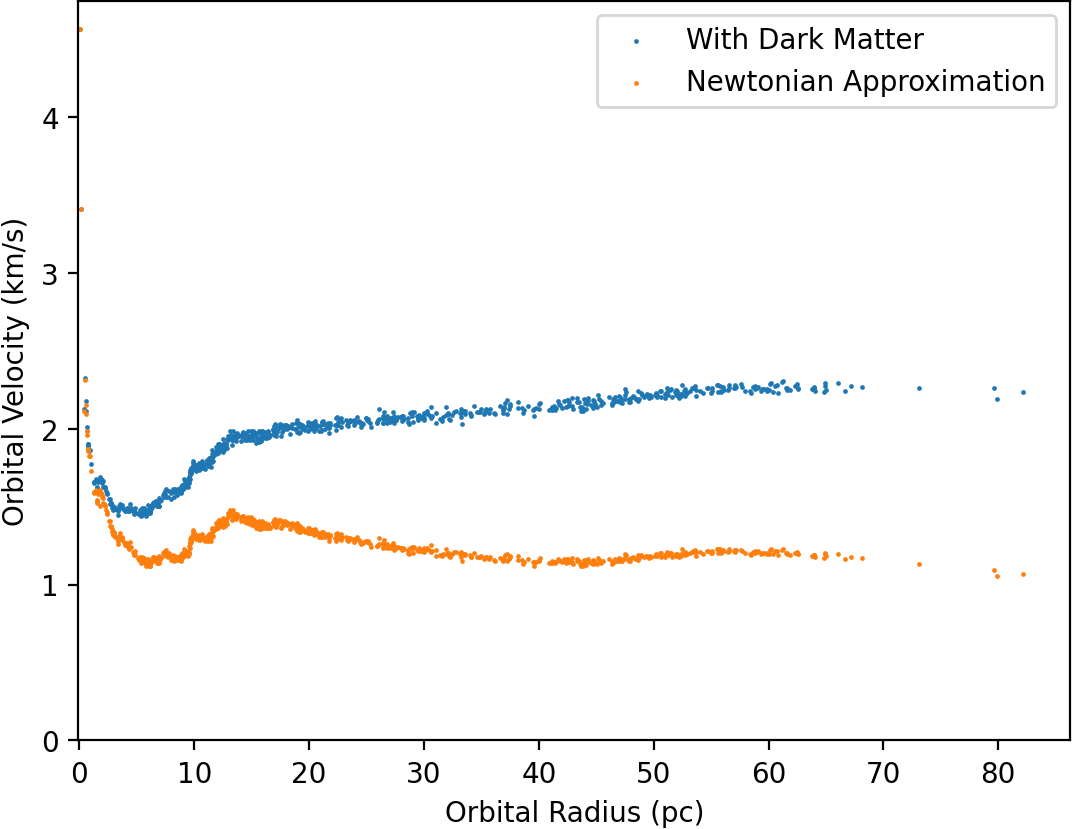 With Dark Matter
Newtonian Approximation
Orbital Velocity (km/s)
4
3
2
1
0
0 10 20 30 40 50 60 70 80
Orbital Radius (pc)